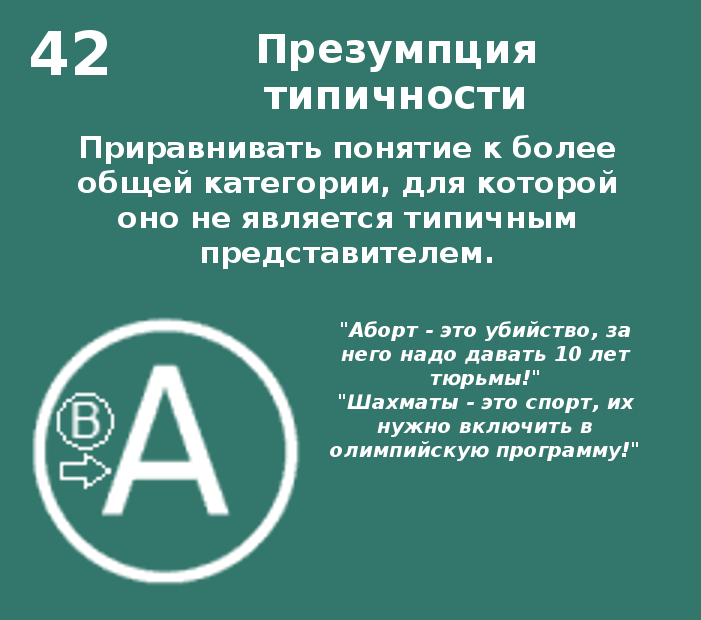 42
Презумпция
типичности
Приравнивать понятие к более
общей категории, для которой
оно не является типичным
представителем.
"Аборт - это убийство, за
него надо давать 10 лет
тюрьмы!"
"Шахматы - это спорт, их
нужно включить в
олимпийскую программу!"
B
A